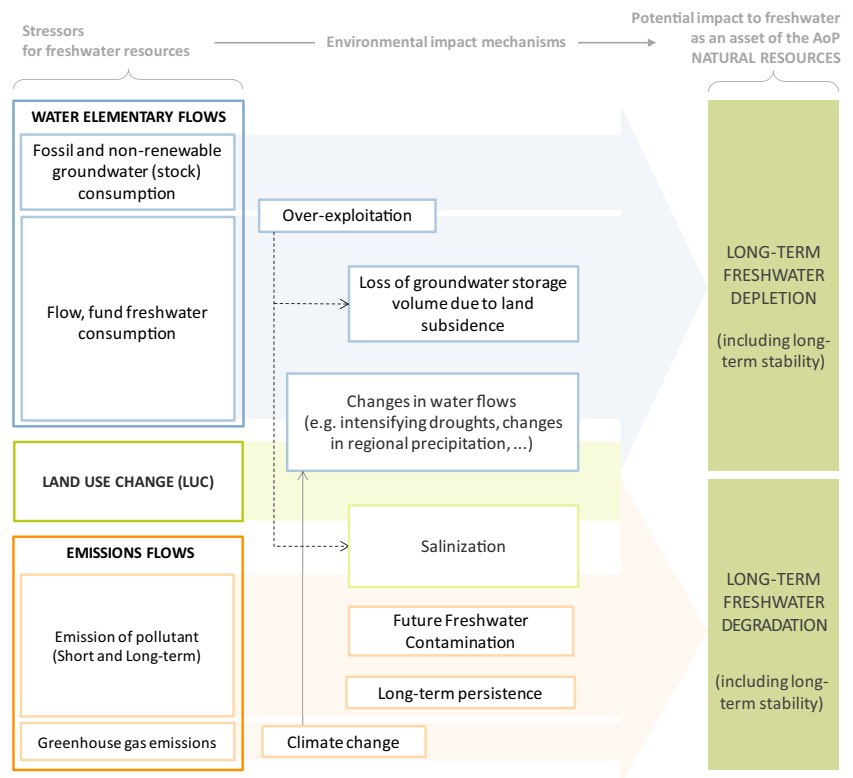 Stressors
for freshwater resources
Environmental impact mechanisms
Potential impact to freshwater
as an asset of the AoP
NATURAL RESOURCES
WATER ELEMENTARY FLOWS
Fossil and non-renewable
groundwater (stock)
consumption
Flow, fund freshwater
consumption
LAND USE CHANGE (LUC)
EMISSIONS FLOWS
Emission of pollutant
(Short and Long-term)
Greenhouse gas emissions
Over-exploitation
Loss of groundwater storage
volume due to land
subsidence
Changes in water flows
(e.g. intensifying droughts, changes
in regional precipitation, ...)
Salinization
Future Freshwater
Contamination
Long-term persistence
Climate change
LONG-TERM
FRESHWATER
DEPLETION
(including long-
term stability)
LONG-TERM
FRESHWATER
DEGRADATION
(including long-
term stability)